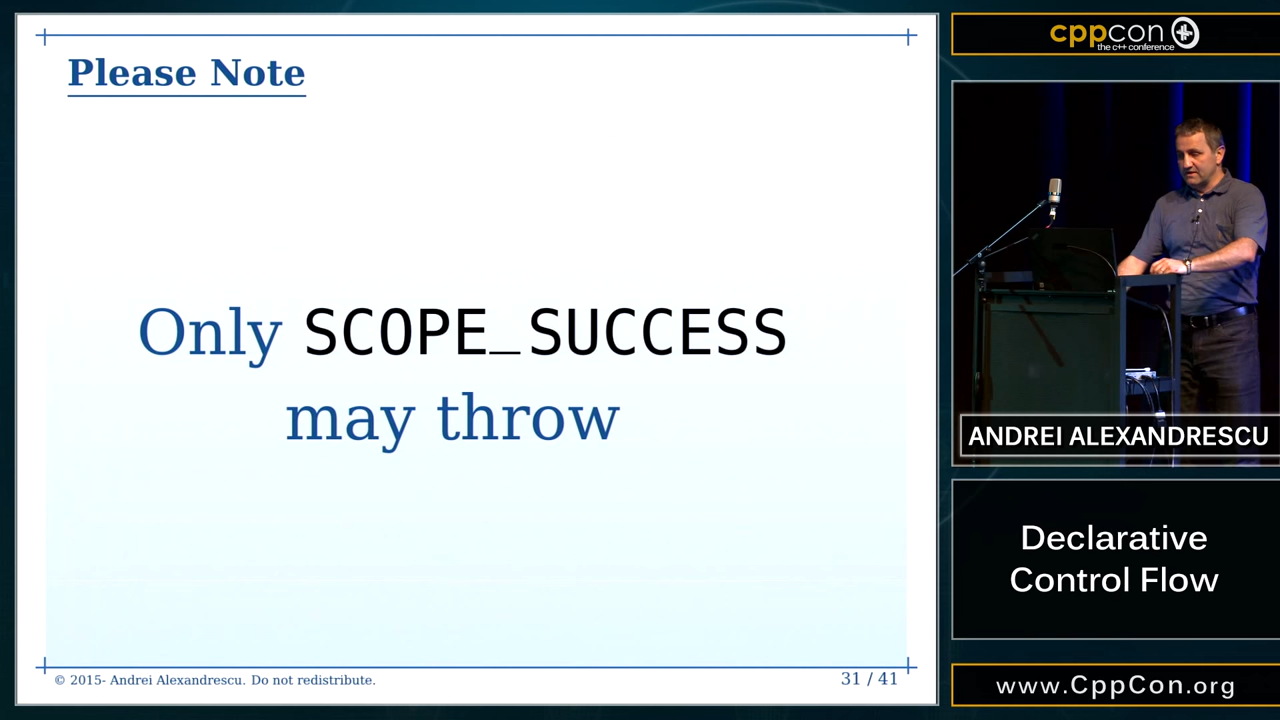 Please Note
Only SCOPE_SUCCESS
may throw
© 2015- Andrei Alexandrescu. Do not redistribute.
31 / 41
cppcon
the c++ conference
ANDREI ALEXANDRESCU
Declarative
Control Flow
www.CppCon.org